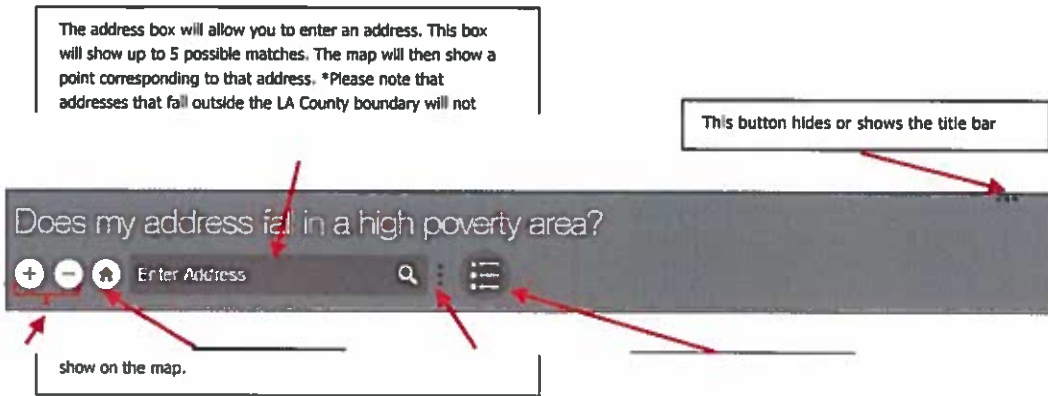 The address box will allow you to enter an address. This box
will show up to 5 possible matches. The map will then show a
point corresponding to that address. *Please note that
addresses that fall outside the LA County boundary will not
This button hides or shows the title bar
Does my address fal in a high poverty area?
Enter Address
show on the map.